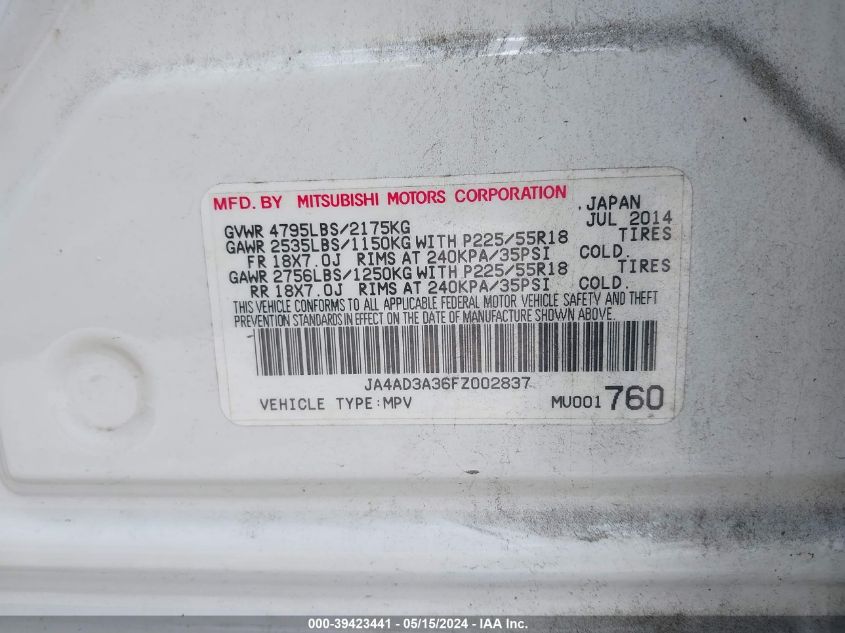 MFD. BY MITSUBISHI MOTORS CORPORATION .JAPAN
GVWR 4795LBS/2175KG JUL 2014
GAWR 2535LBS/1150KG WITH P225/55R18 TIRES
FR 18X7.0J RIMS AT 240KPA/35PSI COLD.
GAWR 2756LBS/1250KG WITH P225/55R18 TIRES
RR 18X7.0J RIMS AT 240KPA/35PSI COLD.
THIS VEHICLE CONFORMS TO ALL APPLICABLE FEDERAL MOTOR VEHICLE SAFETY AND THEFT
PREVENTION STANDARDS IN EFFECT ON THE DATE OF MANUFACTURE SHOWN ABOVE.
JA4AD3A36FZ002837
VEHICLE TYPE:MPV MU001760
000-39423441 - 05/15/2024 - IAA Inc.